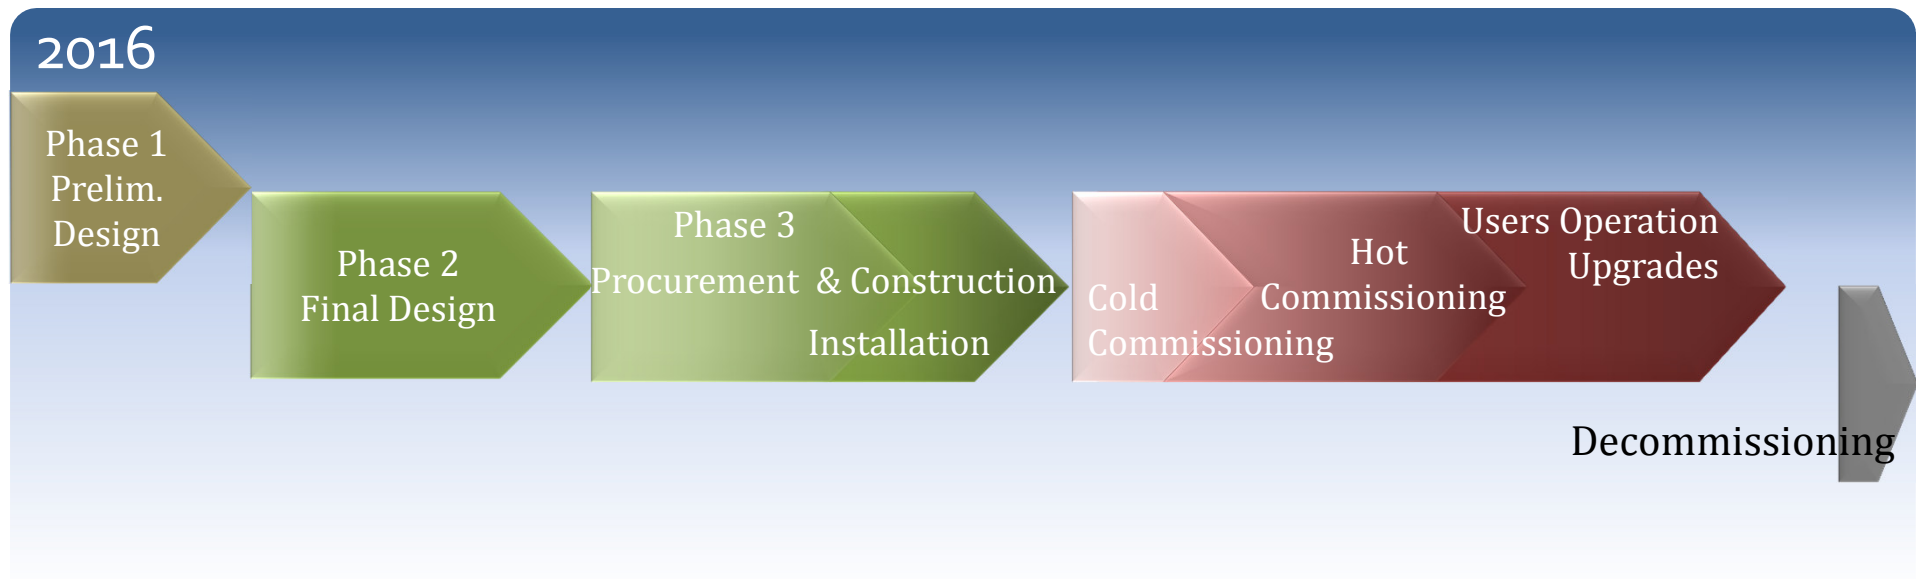 2016
Phase 1
Prelim.
Design
Phase 2
Final Design
Phase 3
Procurement & Construction
Installation
Cold
Commissioning
Hot
Commissioning
Users Operation
Upgrades
Decommissioning